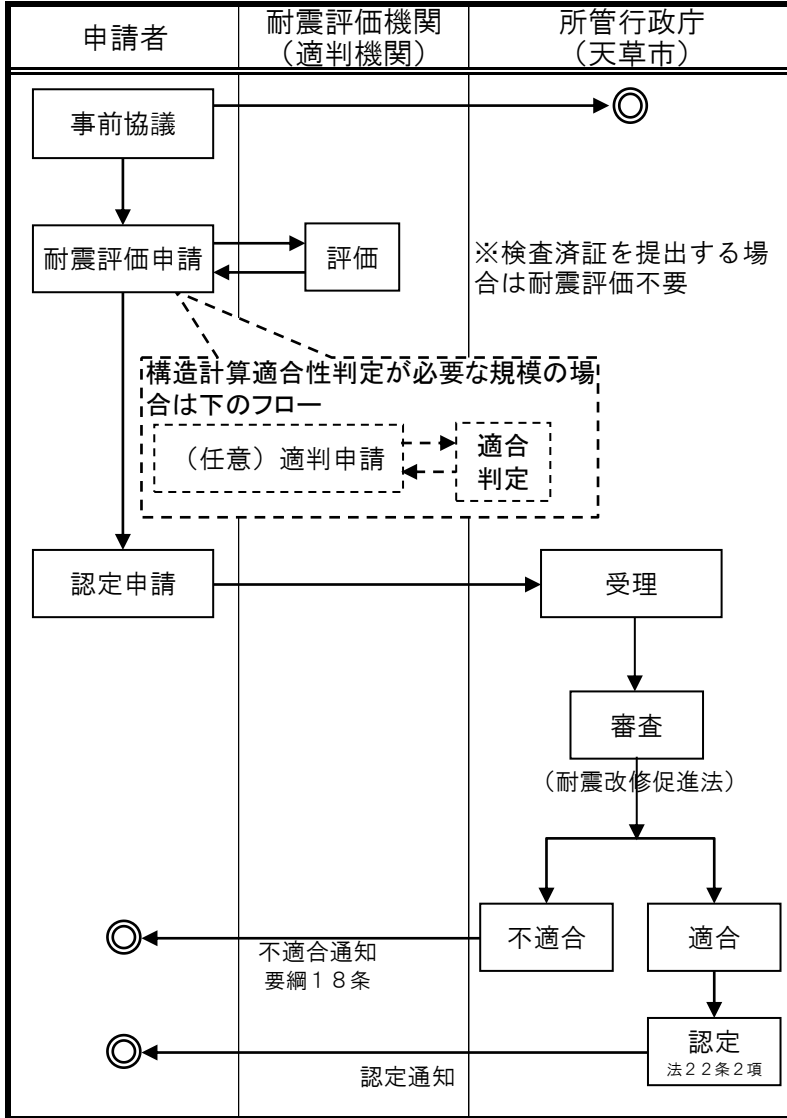 申請者
耐震評価機関
（適判機関）
所管行政庁
（天草市）
事前協議
耐震評価申請
評価
※検査済証を提出する場
合は耐震評価不要
構造計算適合性判定が必要な規模の場
合は下のフロー
（任意）適判申請
適合
判定
認定申請
受理
審査
（耐震改修促進法）
不適合
適合
不適合通知
要綱１８条
認定
法２２条２項
認定通知